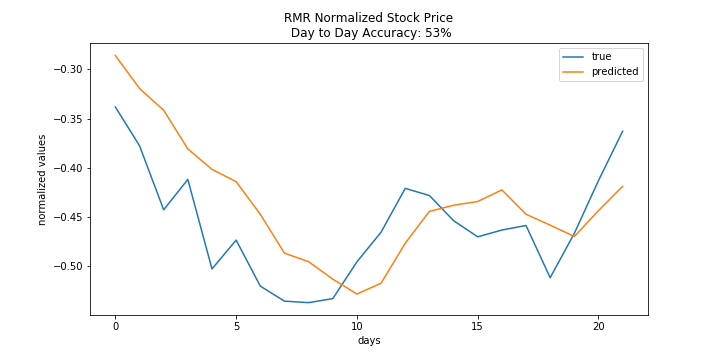 RMR Normalized Stock Price
Day to Day Accuracy: 53%
true
predicted
−0.30
−0.35
−0.40
−0.45
−0.50
normalized values
0
5
10
15
20
days